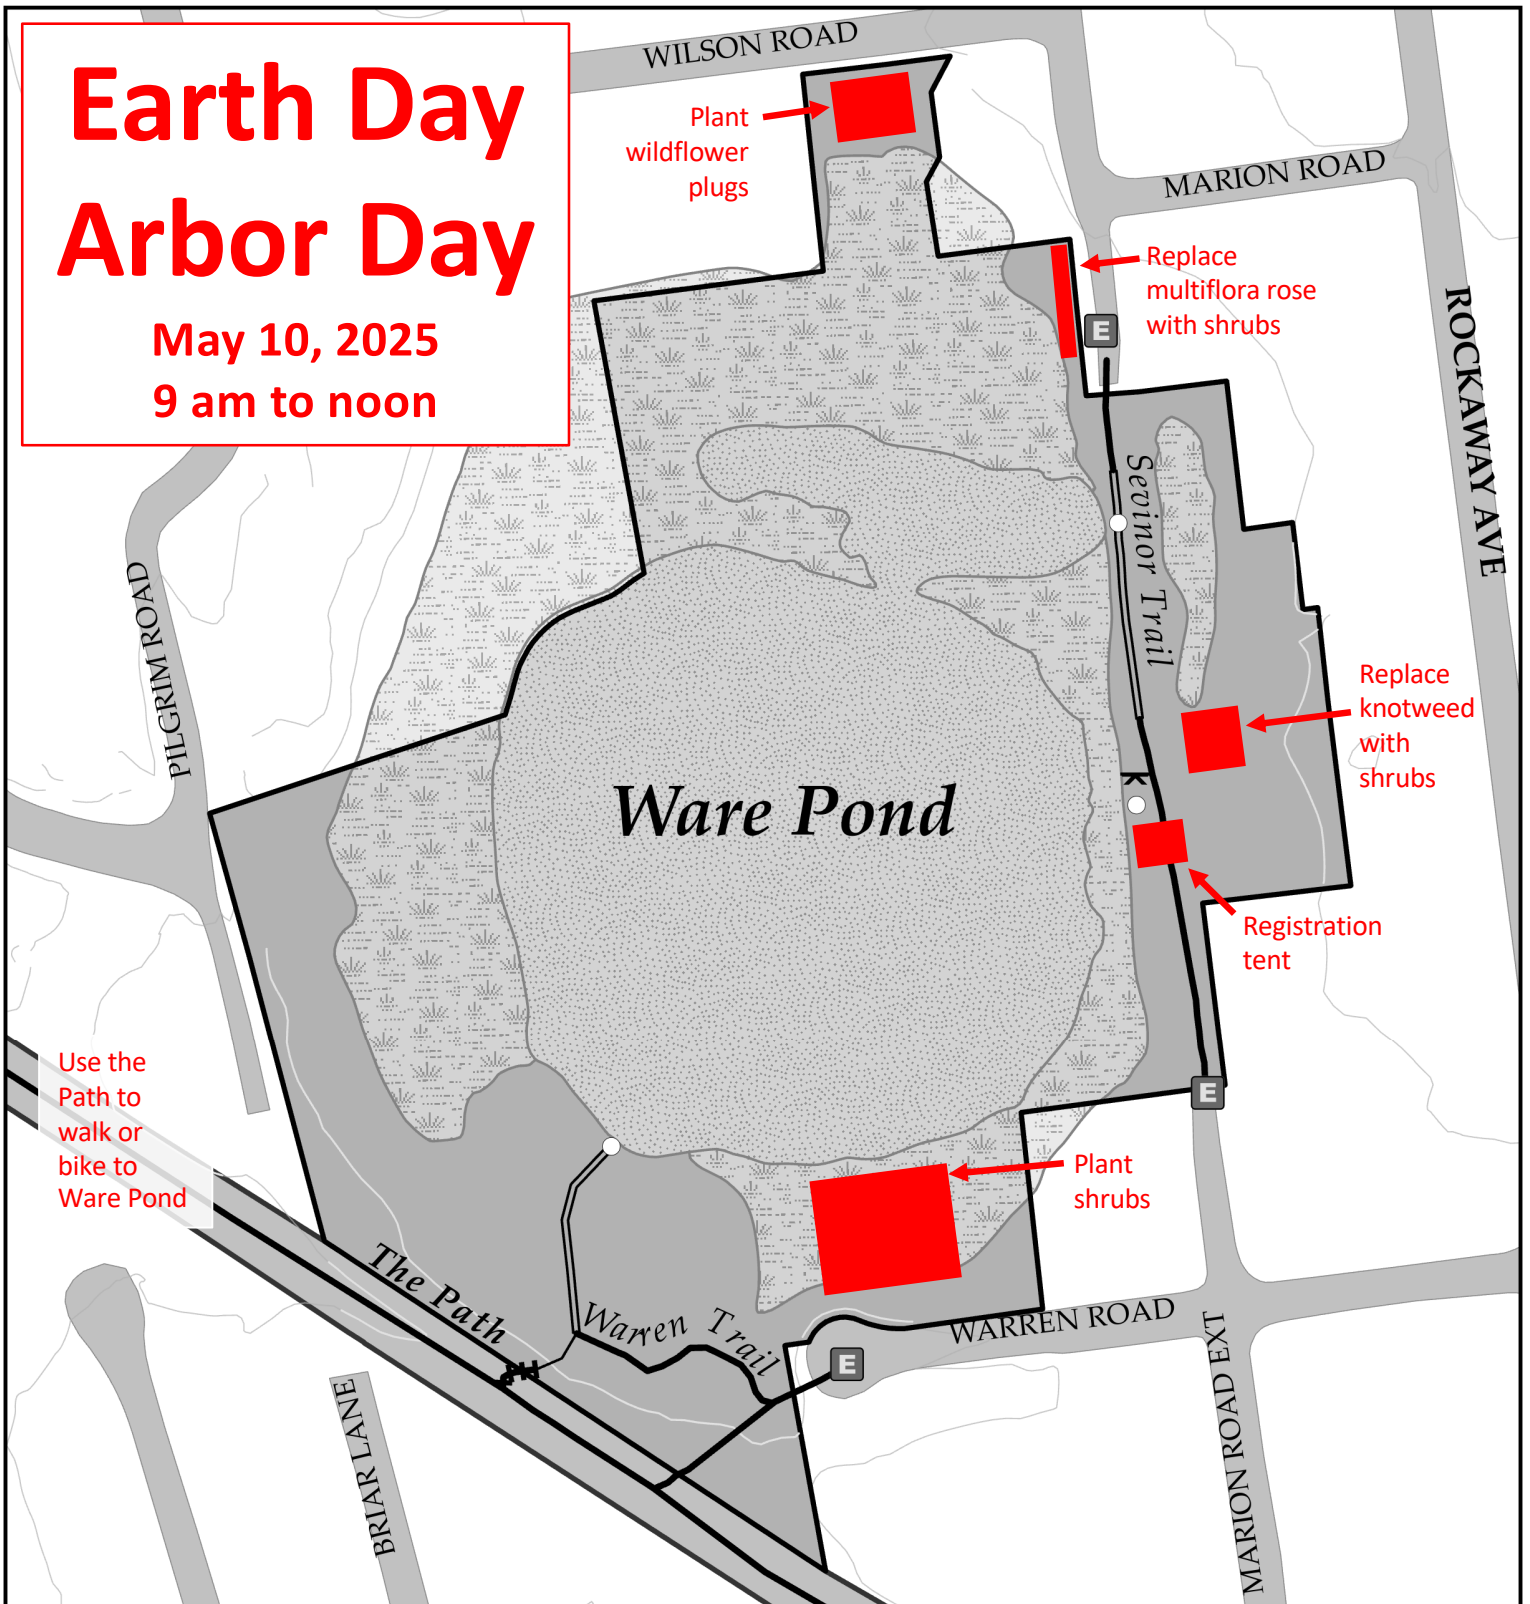 Earth Day
Arbor Day
May 10, 2025
9 am to noon
WILSON ROAD
Plant
wildflower
plugs
MARION ROAD
Replace
multiflora rose
with shrubs
E
ROCKAWAY AVE
Sevinor Trail
PILGRIM ROAD
Replace
knotweed
with
shrubs
Ware Pond
Registration
tent
Use the
Path to
walk or
bike to
Ware Pond
E
Plant
shrubs
The Path
Warren Trail
WARREN ROAD
E
MARION ROAD EXT
BRIAR LANE